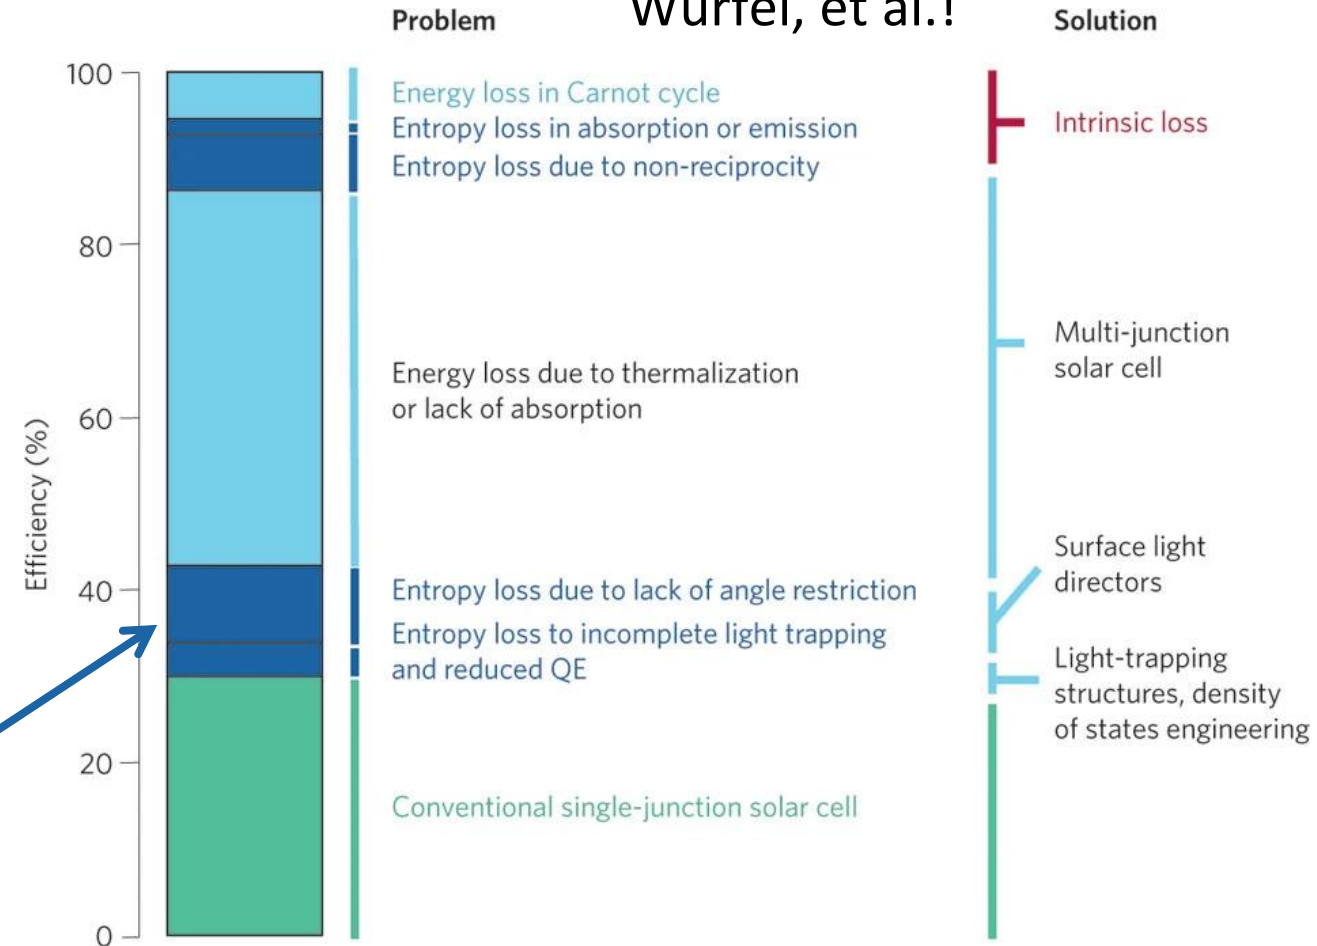 Würfel, et al.!
Problem
Solution
Efficiency (%)
100
80
60
40
20
0
Energy loss in Carnot cycle
Entropy loss in absorption or emission
Entropy loss due to non-reciprocity
Energy loss due to thermalization
or lack of absorption
Entropy loss due to lack of angle restriction
Entropy loss to incomplete light trapping
and reduced QE
Conventional single-junction solar cell
Intrinsic loss
Multi-junction
solar cell
Surface light
directors
Light-trapping
structures, density
of states engineering